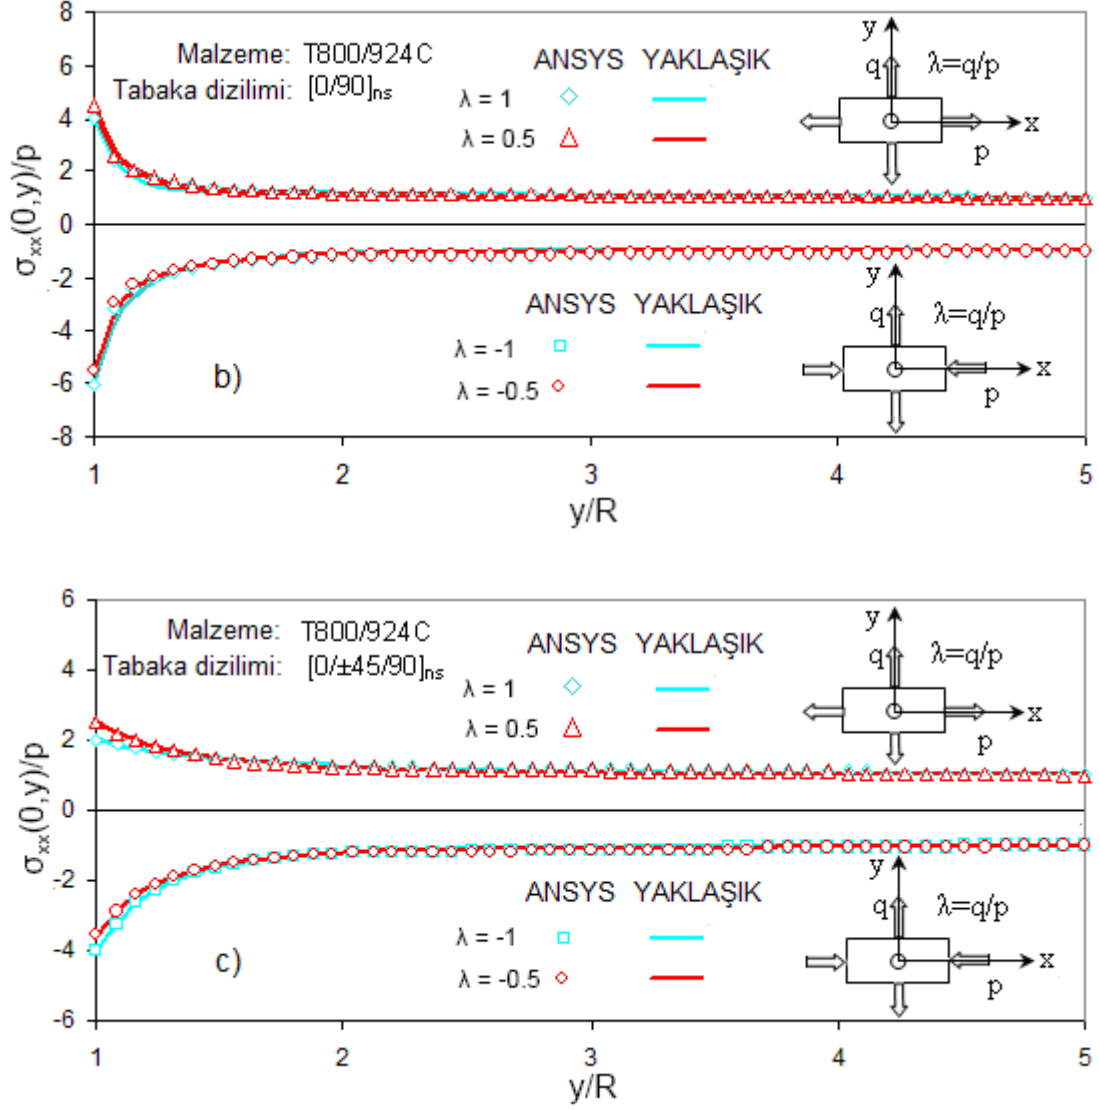 8
6
4
2
0
-2
-4
-6
-8
σxx(0,y)/p
Malzeme: T800/924C
Tabaka dizilimi: [0/90]ns
ANSYS YAKLAŞIK
λ = 1
λ = 0.5
y
q
λ=q/p
x
p
ANSYS YAKLAŞIK
λ = -1
λ = -0.5
b)
y
q
λ=q/p
x
p
1 2 3 4 5
y/R
6
4
2
0
-2
-4
-6
σxx(0,y)/p
Malzeme: T800/924C
Tabaka dizilimi: [0/±45/90]ns
ANSYS YAKLAŞIK
λ = 1
λ = 0.5
y
q
λ=q/p
x
p
ANSYS YAKLAŞIK
λ = -1
λ = -0.5
c)
y
q
λ=q/p
x
p
1 2 3 4 5
y/R